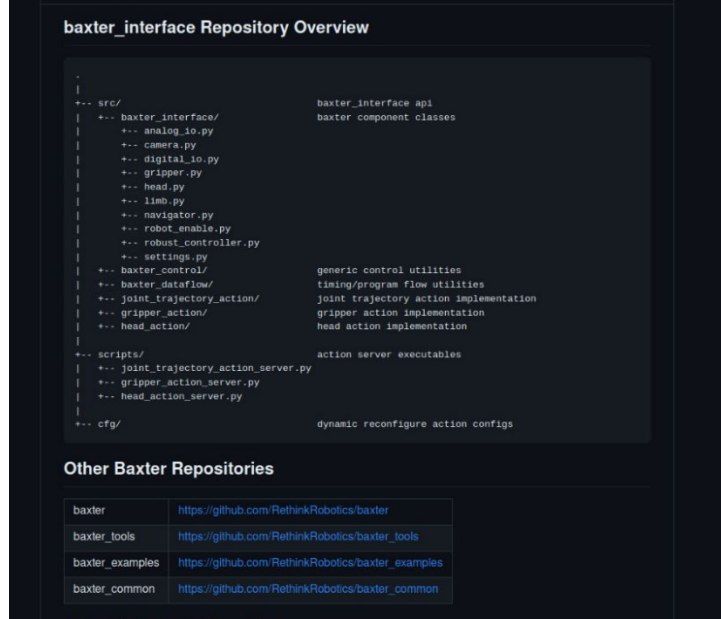 baxter_interface Repository Overview
.
|
+-- src/                                  baxter_interface api
|   +-- baxter_interface/                 baxter component classes
|       +-- analog_io.py
|       +-- camera.py
|       +-- digital_io.py
|       +-- gripper.py
|       +-- head.py
|       +-- limb.py
|       +-- navigator.py
|       +-- robot_enable.py
|       +-- robust_controller.py
|       +-- settings.py
|   +-- baxter_control/                   generic control utilities
|   +-- baxter_dataflow/                  timing/program flow utilities
|   +-- joint_trajectory_action/          joint trajectory action implementation
|   +-- gripper_action/                   gripper action implementation
|   +-- head_action/                      head action implementation
|
+-- scripts/                              action server executables
|   +-- joint_trajectory_action_server.py
|   +-- gripper_action_server.py
|   +-- head_action_server.py
|
+-- cfg/                                  dynamic reconfigure action configs
Other Baxter Repositories
baxter https://github.com/RethinkRobotics/baxter
baxter_tools https://github.com/RethinkRobotics/baxter_tools
baxter_examples https://github.com/RethinkRobotics/baxter_examples
baxter_common https://github.com/RethinkRobotics/baxter_common